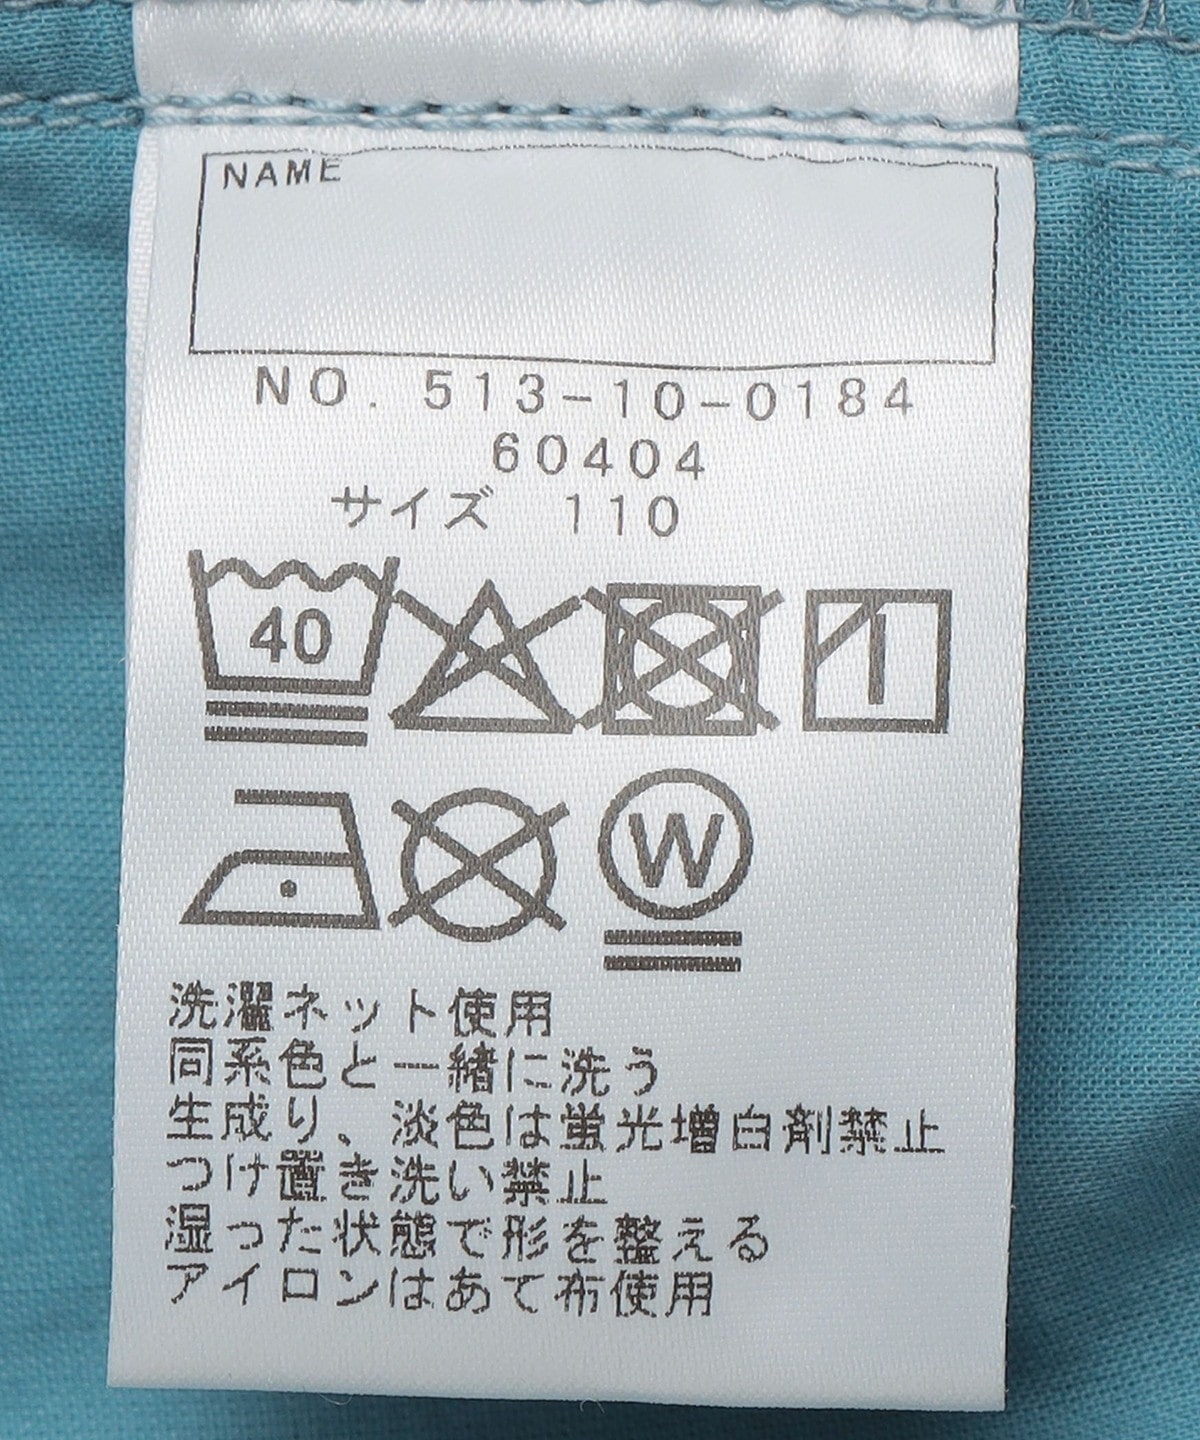 NAME
NO. 513-10-0184
60404
サイズ 110
40
W
洗濯ネット使用
同系色と一緒に洗う
生成り、淡色は蛍光増白剤禁止
つけ置き洗い禁止
湿った状態で形を整える
アイロンはあて布使用